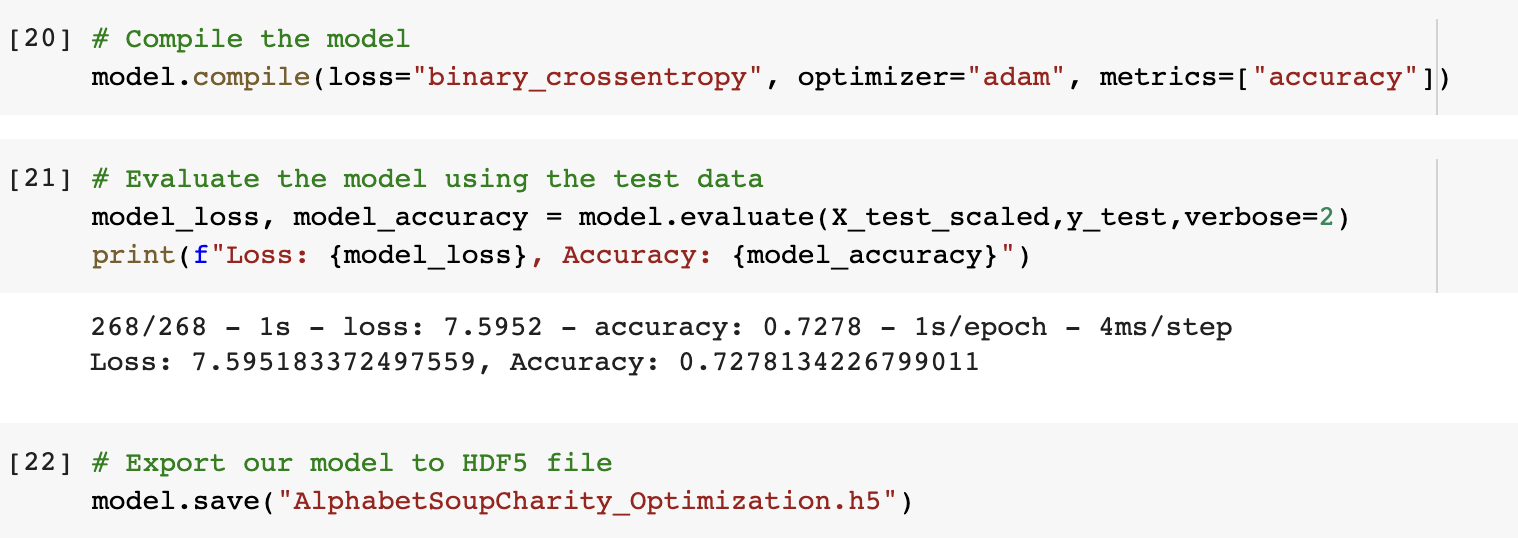 [20] # Compile the model
model.compile(loss="binary_crossentropy", optimizer="adam", metrics=["accuracy"])
[21] # Evaluate the model using the test data
model_loss, model_accuracy = model.evaluate(X_test_scaled,y_test,verbose=2)
print(f"Loss: {model_loss}, Accuracy: {model_accuracy}")
268/268 - 1s - loss: 7.5952 - accuracy: 0.7278 - 1s/epoch - 4ms/step
Loss: 7.595183372497559, Accuracy: 0.7278134226799011
[22] # Export our model to HDF5 file
model.save("AlphabetSoupCharity_Optimization.h5")